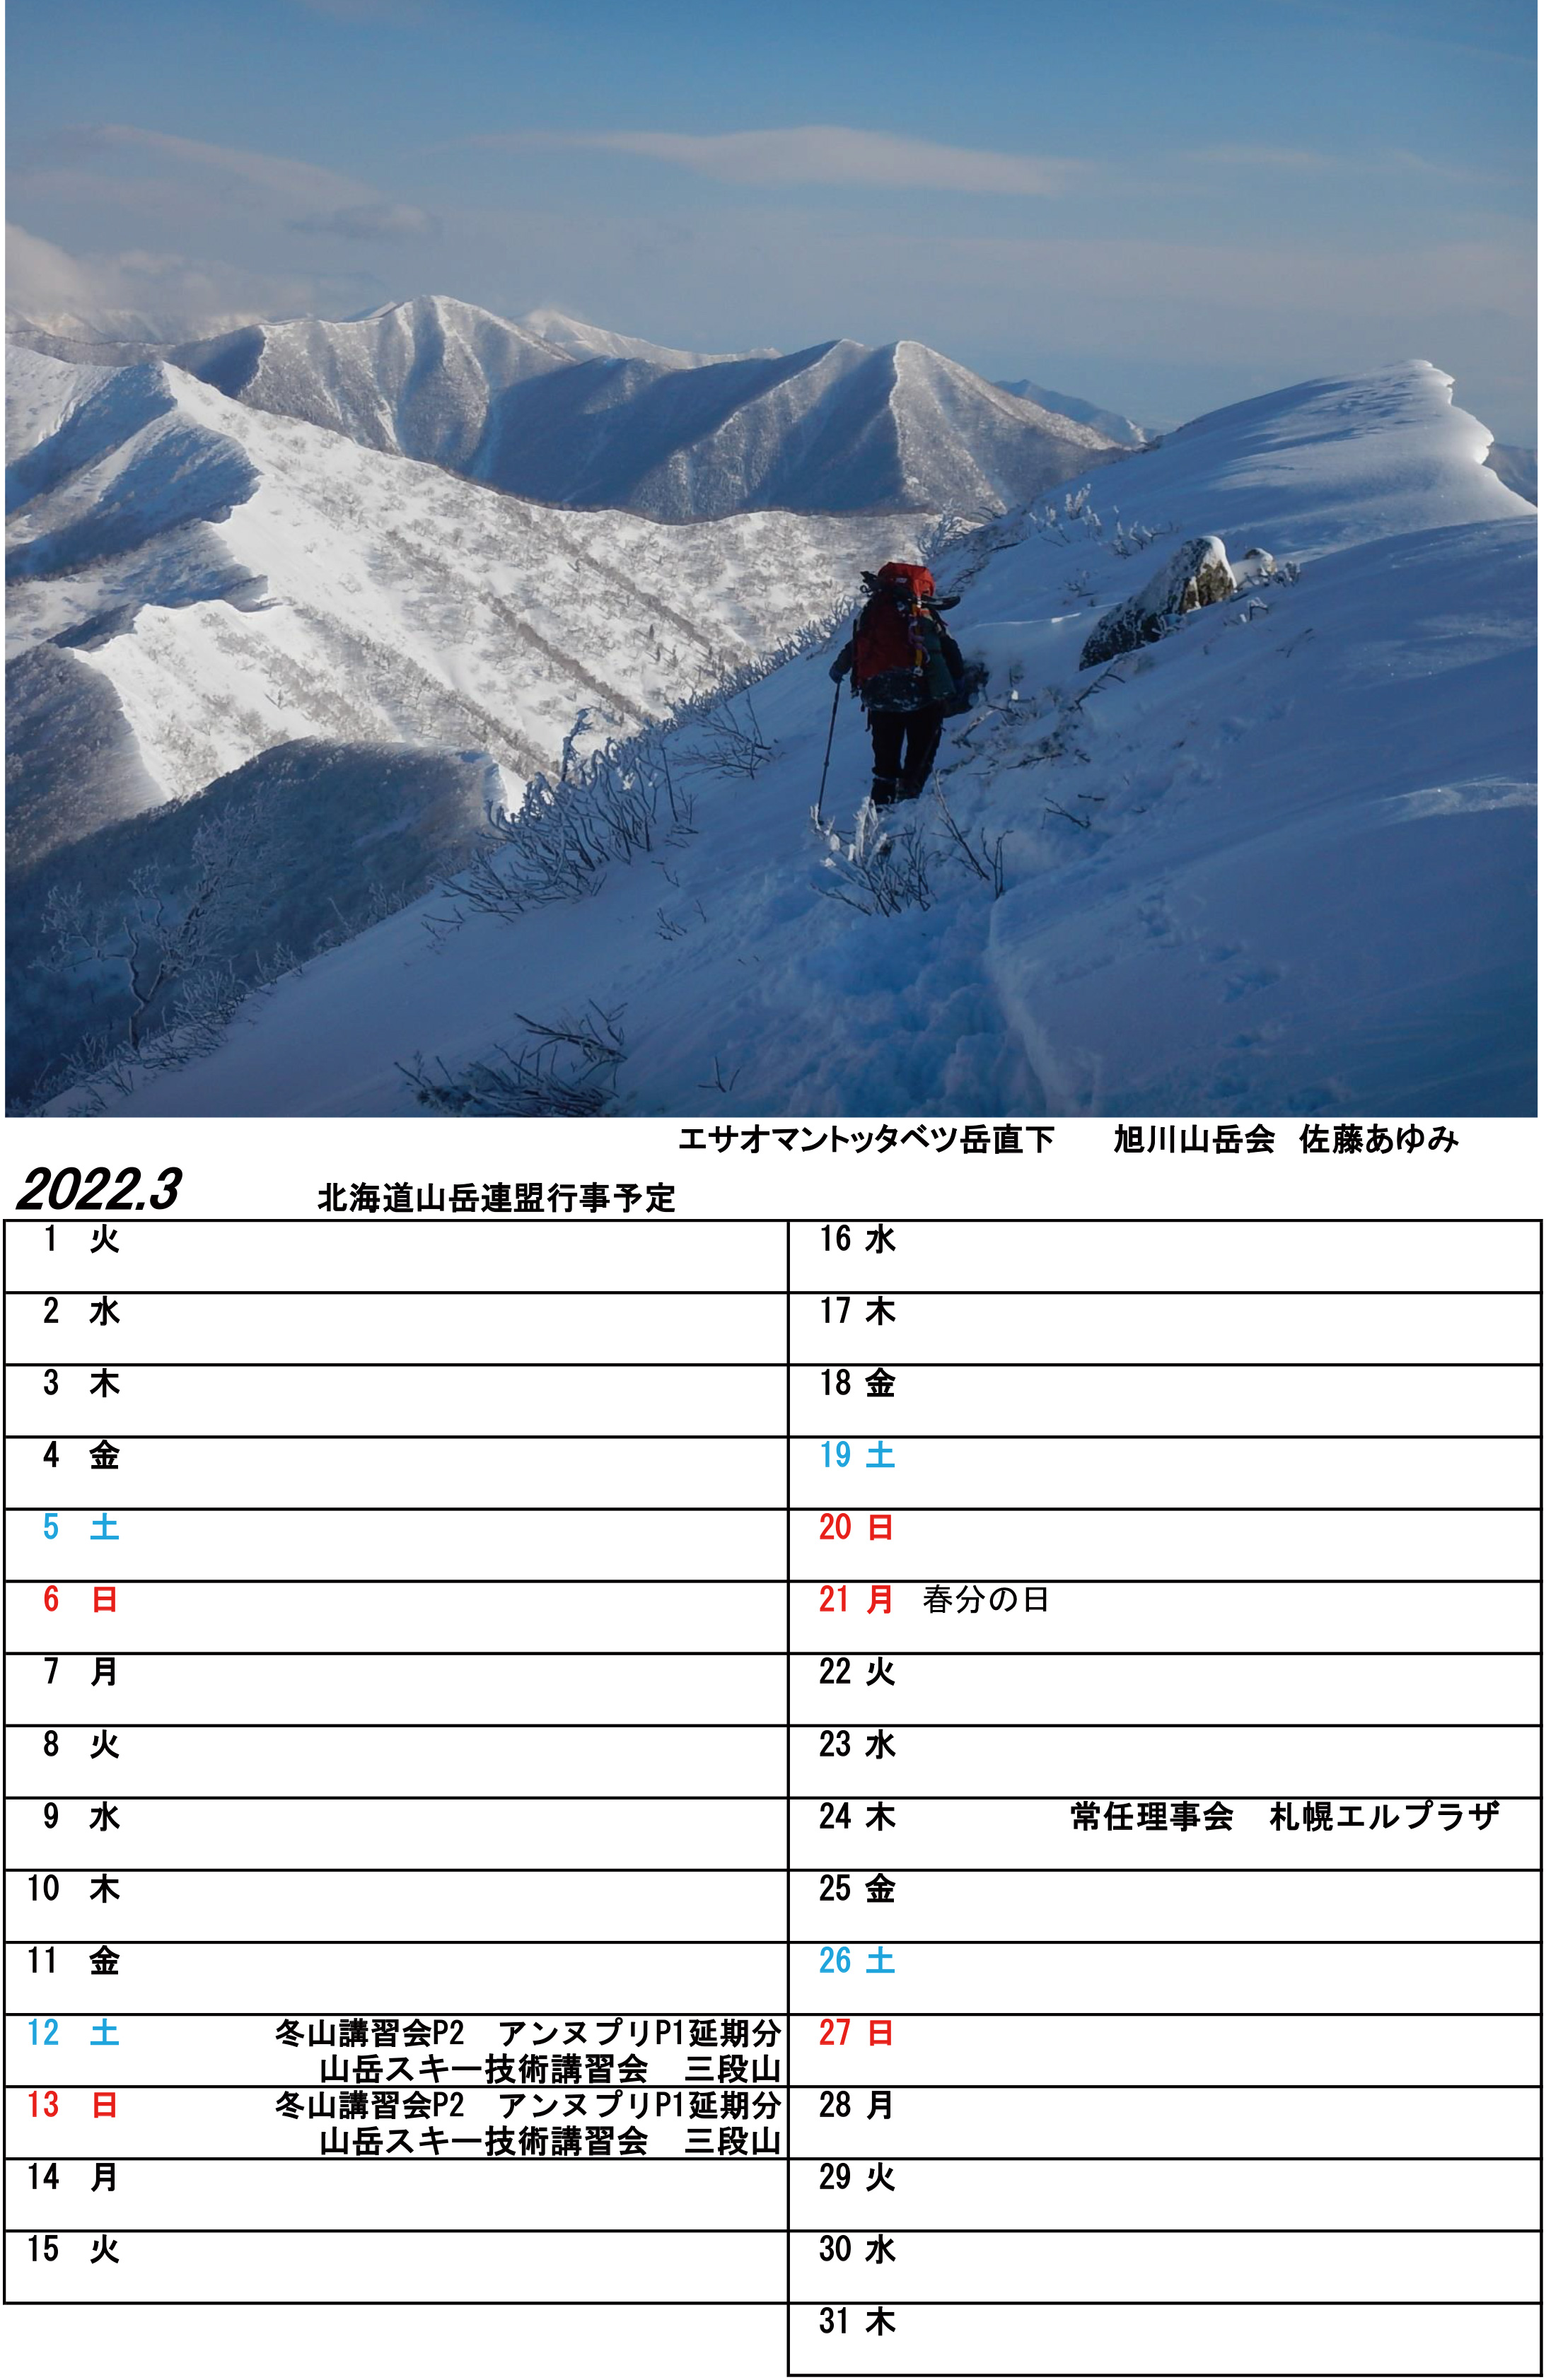 エサオマントッタベツ岳直下　　旭川山岳会　佐藤あゆみ
2022.3　北海道山岳連盟行事予定
1　火
2　水
3　木
4　金
5　土
6　日
7　月
8　火
9　水
10　木
11　金
12　土　冬山講習会P2　アンヌプリP1延期分
山岳スキー技術講習会　三段山
13　日　冬山講習会P2　アンヌプリP1延期分
山岳スキー技術講習会　三段山
14　月
15　火
16 水
17 木
18 金
19 土
20 日
21 月　春分の日
22 火
23 水
24 木　常任理事会　札幌エルプラザ
25 金
26 土
27 日
28 月
29 火
30 水
31 木